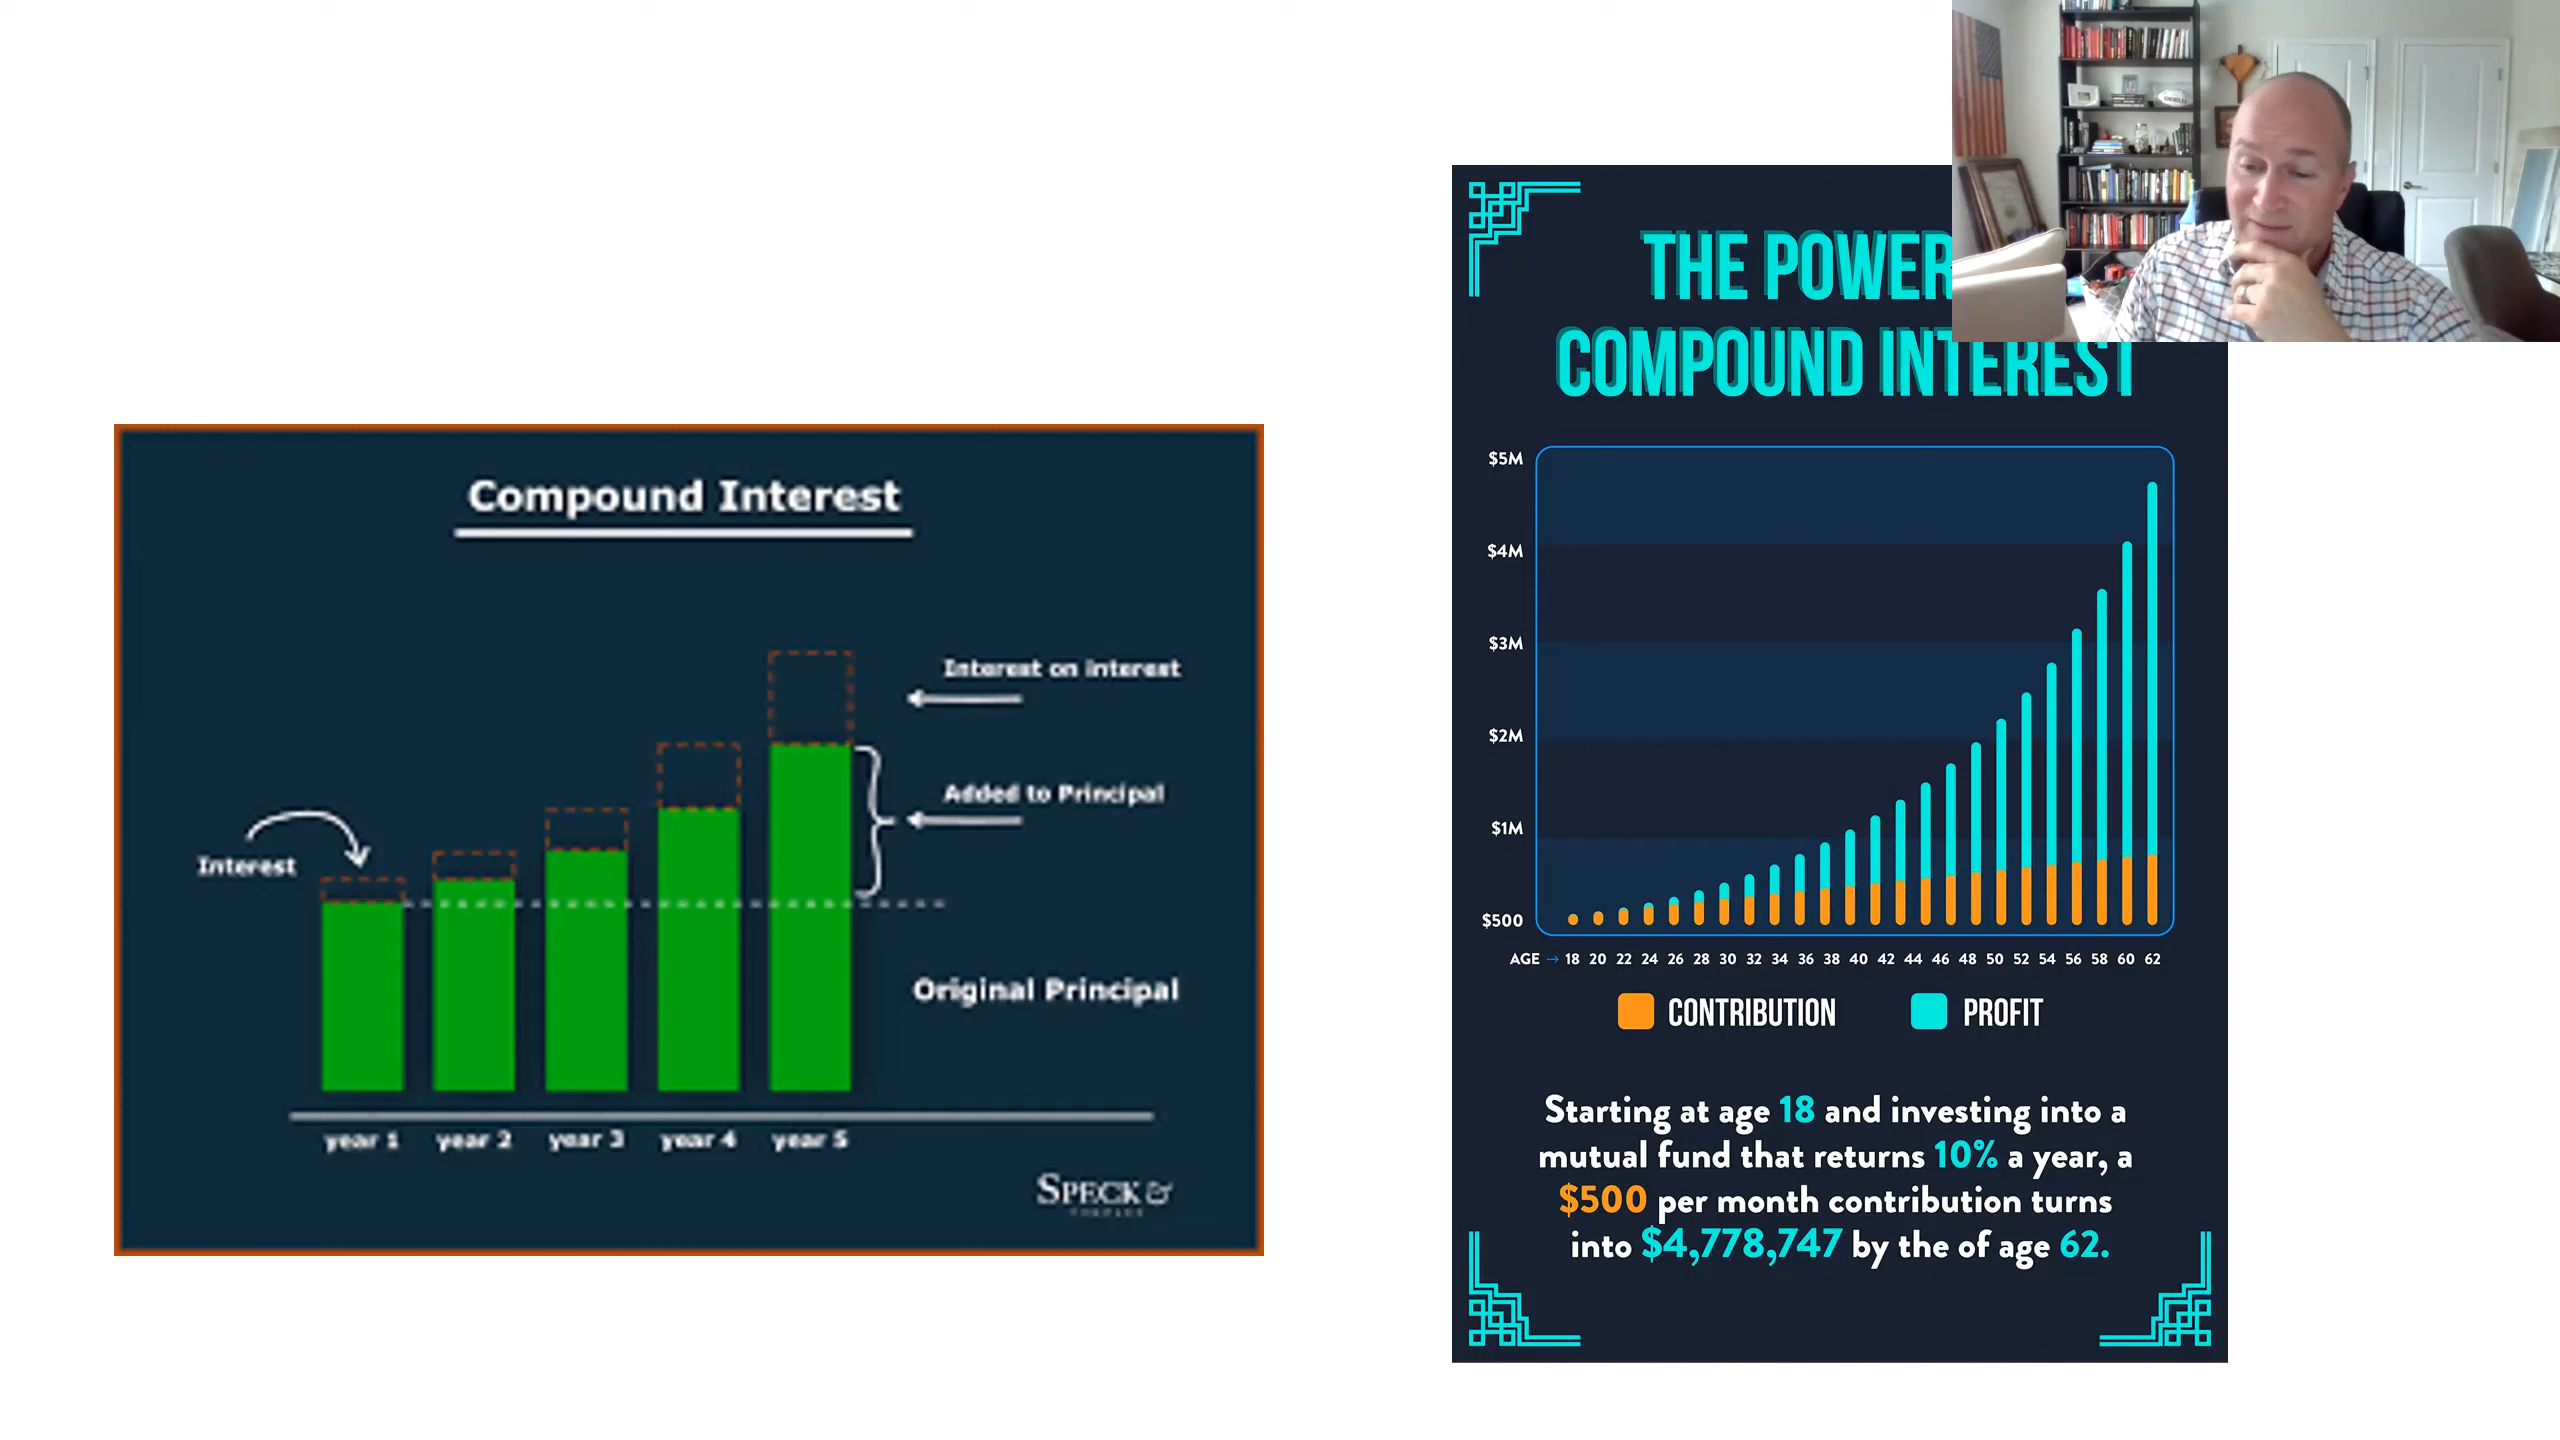 Compound Interest
Interest on interest
Added to Principal
Interest
Original Principal
year 1 year 2 year 3 year 4 year 5
SPECK &
THE POWER
COMPOUND INTEREST
$5M
$4M
$3M
$2M
$1M
$500
AGE → 18 20 22 24 26 28 30 32 34 36 38 40 42 44 46 48 50 52 54 56 58 60 62
CONTRIBUTION PROFIT
Starting at age 18 and investing into a
mutual fund that returns 10% a year, a
$500 per month contribution turns
into $4,778,747 by the of age 62.